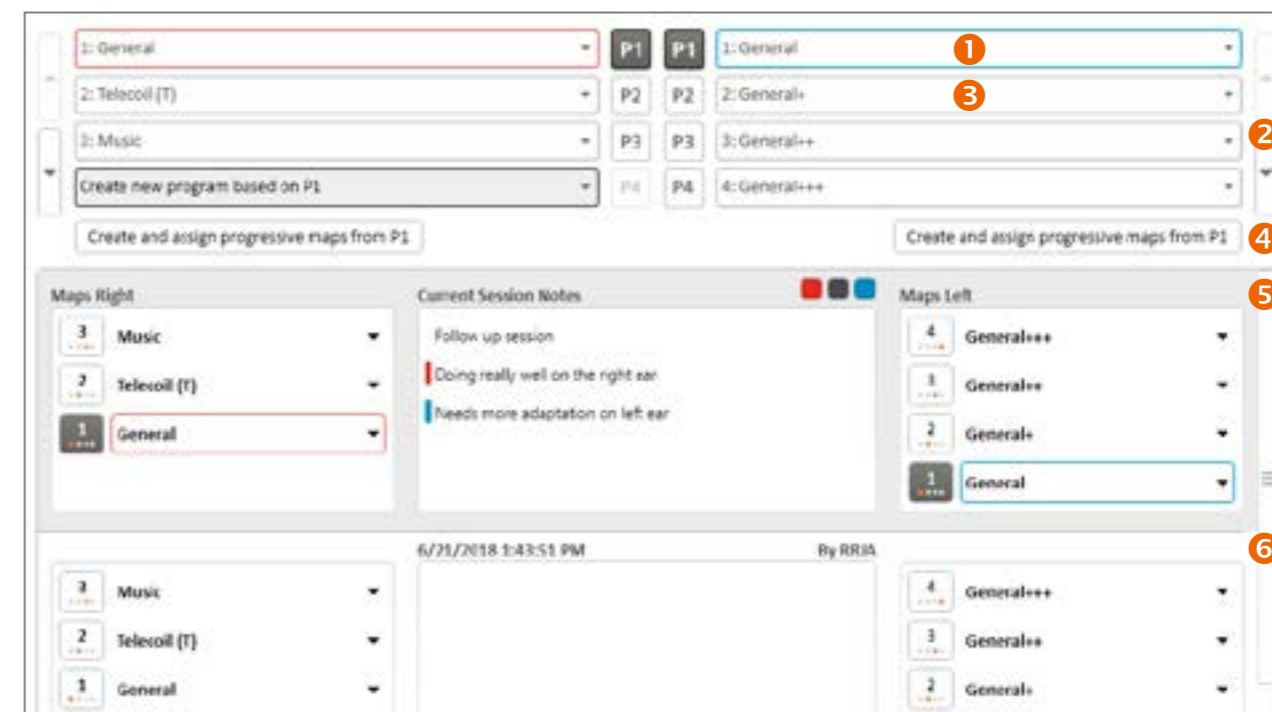 1: General P1 P1 1: General 1
2: Telecoil (T) P2 P2 2: General+ 3
3: Music P3 P3 3: General++ 2
Create new program based on P1 P4 P4 4: General+++
Create and assign progressive maps from P1 Create and assign progressive maps from P1 4
Maps Right Current Session Notes Maps Left 5
3 Music Follow up session 4 General+++
2 Telecoil (T) Doing really well on the right ear 3 General++
1 General Needs more adaptation on left ear 2 General+
1 General
6/21/2018 1:43:51 PM By RRJA 6
3 Music 4 General+++
2 Telecoil (T) 3 General++
1 General 2 General+